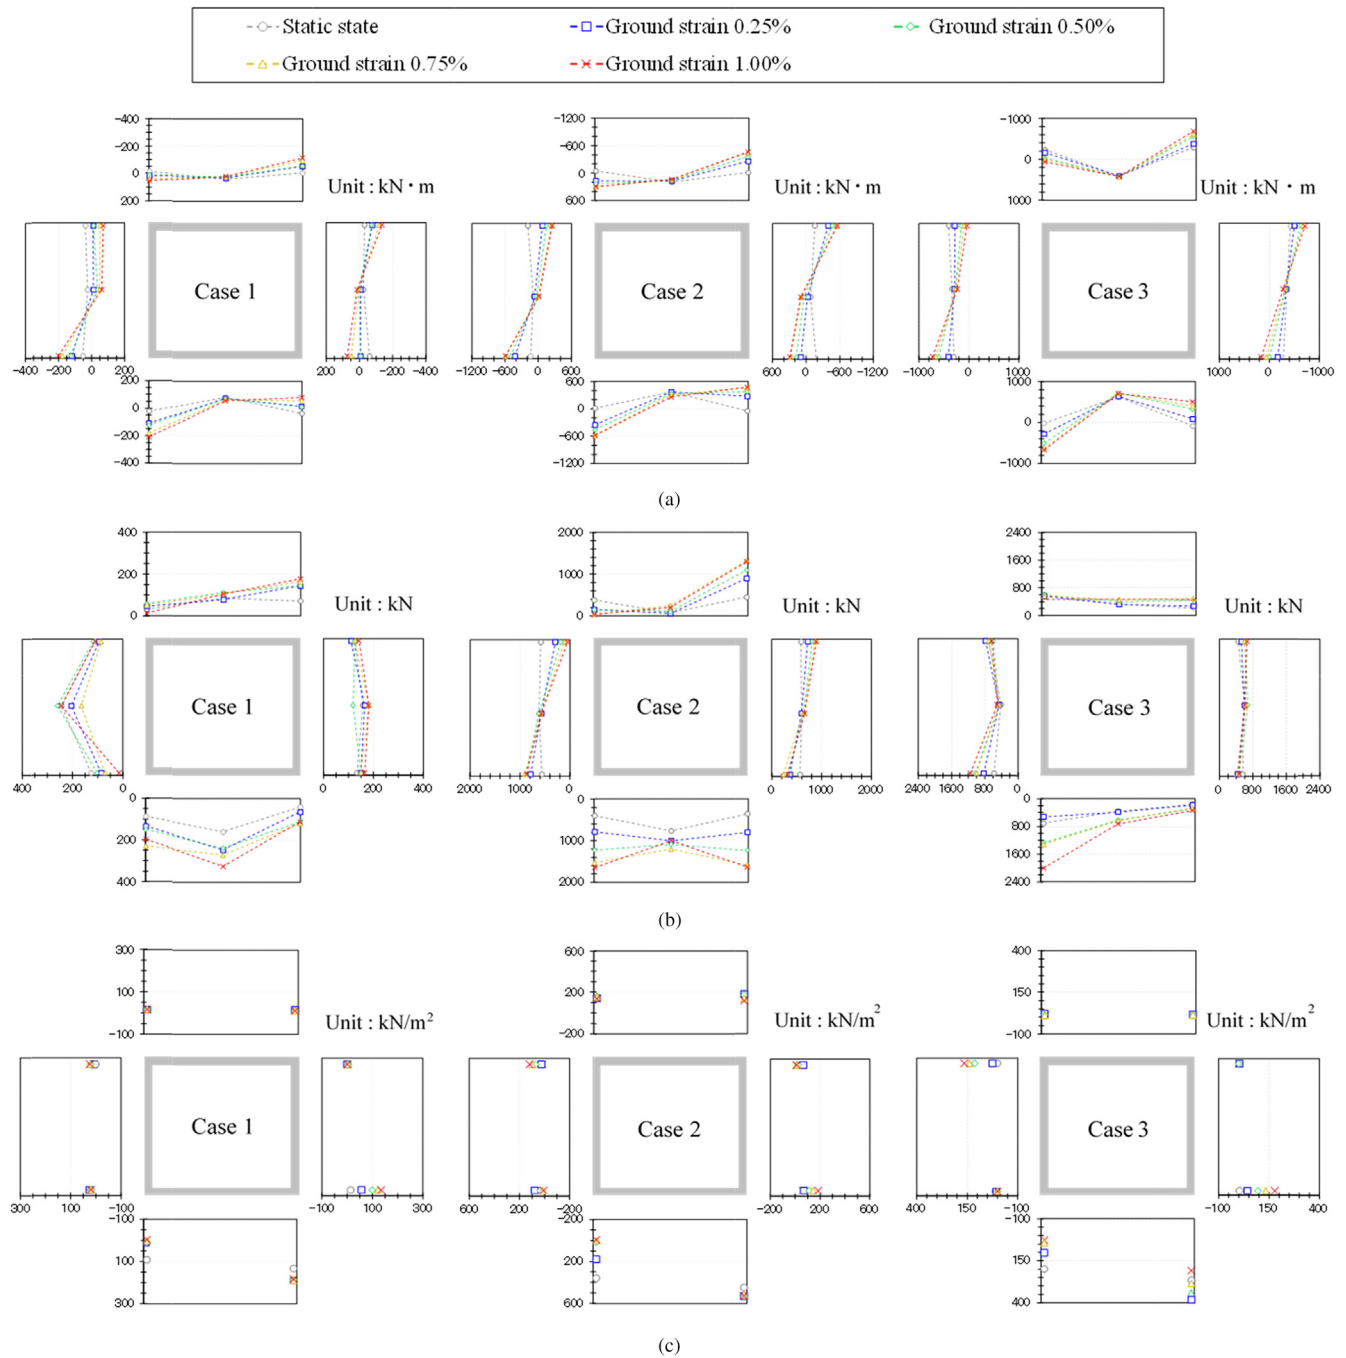 Static state Ground strain 0.25% Ground strain 0.50%
Ground strain 0.75% Ground strain 1.00%
-400 -1200 -1000
-200 -600
0 0 0
200 600 1000
Unit : kN・m Unit : kN・m Unit : kN・m
Case 1 Case 2 Case 3
-400 -200 0 200 0 -200 -400 -1200 -600 0 600 600 0 -600 -1200 -1000 0 1000 1000 0 -1000
200 600 1000
0 0 0
-200 -600
-400 -1200 -1000
(a)
400 2000 2400
1600
200 1000 800
0 0 0
Unit : kN Unit : kN Unit : kN
Case 1 Case 2 Case 3
400 200 0 0 200 400 2000 1000 0 0 1000 2000 2400 1600 800 0 0 800 1600 2400
0 0 0
800
200 1000 1600
400 2000 2400
(b)
300 600 400
100 200 150
-100 -200 -100
Unit : kN/m2 Unit : kN/m2 Unit : kN/m2
Case 1 Case 2 Case 3
300 100 -100 -100 100 300 600 200 -200 -200 200 600 400 150 -100 -100 150 400
-100 -200 -100
100 200 150
300 600 400
(c)